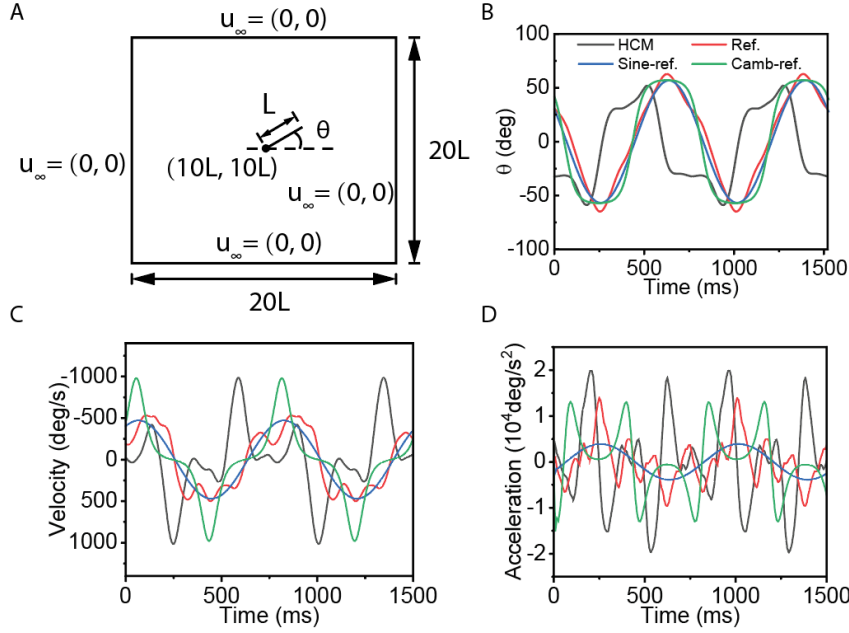 A
u∞ = (0, 0)
L
θ
(10L, 10L)
u∞ = (0, 0)
u∞ = (0, 0)
u∞ = (0, 0)
20L
20L
B
HCM
Ref.
Sine-ref.
Camb-ref.
100
50
0
-50
-100
θ (deg)
0 500 1000 1500
Time (ms)
C
-1000
-500
0
500
1000
Velocity (deg/s),
0 500 1000 1500
Time (ms)
D
2
1
0
-1
-2
Acceleration (10⁴deg/s²)
0 500 1000 1500
Time (ms)